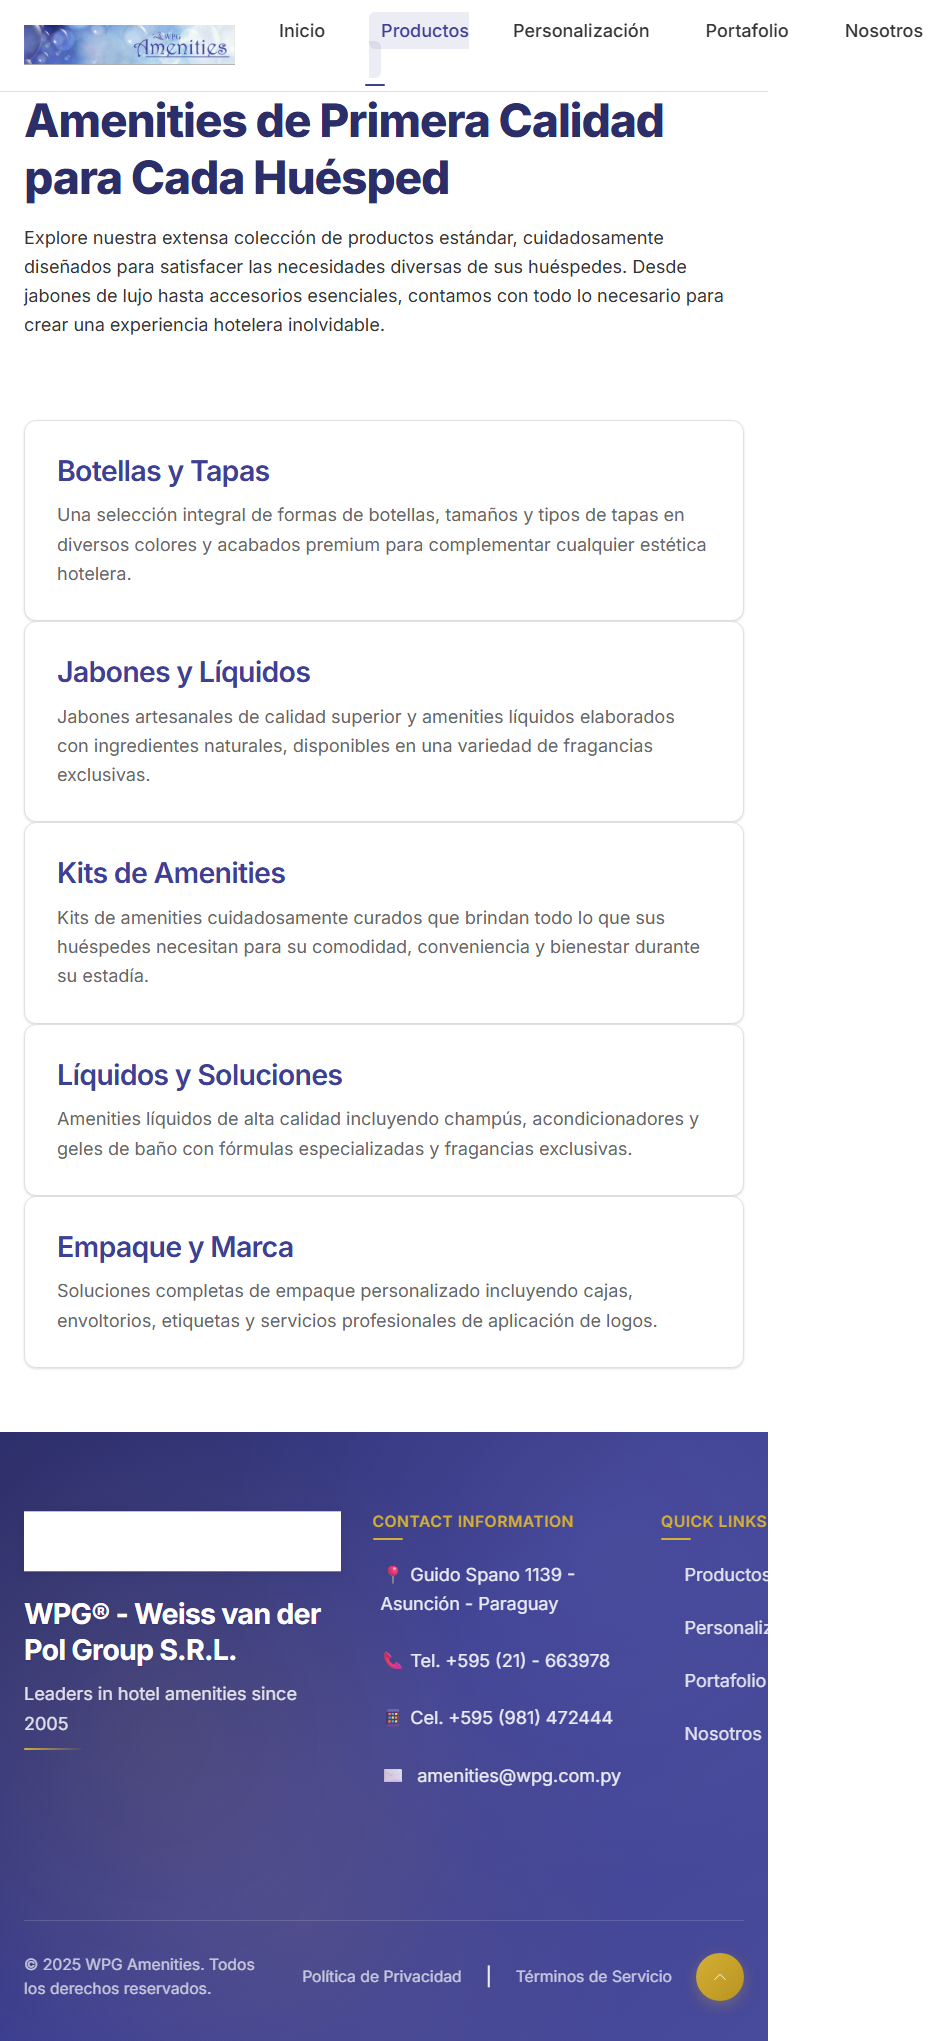 WPG
Amenities
Inicio
Productos
Personalización
Portafolio
Nosotros
Amenities de Primera Calidad
para Cada Huésped
Explore nuestra extensa colección de productos estándar, cuidadosamente
diseñados para satisfacer las necesidades diversas de sus huéspedes. Desde
jabones de lujo hasta accesorios esenciales, contamos con todo lo necesario para
crear una experiencia hotelera inolvidable.
Botellas y Tapas
Una selección integral de formas de botellas, tamaños y tipos de tapas en
diversos colores y acabados premium para complementar cualquier estética
hotelera.
Jabones y Líquidos
Jabones artesanales de calidad superior y amenities líquidos elaborados
con ingredientes naturales, disponibles en una variedad de fragancias
exclusivas.
Kits de Amenities
Kits de amenities cuidadosamente curados que brindan todo lo que sus
huéspedes necesitan para su comodidad, conveniencia y bienestar durante
su estadía.
Líquidos y Soluciones
Amenities líquidos de alta calidad incluyendo champús, acondicionadores y
geles de baño con fórmulas especializadas y fragancias exclusivas.
Empaque y Marca
Soluciones completas de empaque personalizado incluyendo cajas,
envoltorios, etiquetas y servicios profesionales de aplicación de logos.
WPG® - Weiss van der
Pol Group S.R.L.
Leaders in hotel amenities since
2005
CONTACT INFORMATION
Guido Spano 1139 -
Asunción - Paraguay
Tel. +595 (21) - 663978
Cel. +595 (981) 472444
amenities@wpg.com.py
QUICK LINKS
Productos
Personaliz
Portafolio
Nosotros
© 2025 WPG Amenities. Todos
los derechos reservados.
Política de Privacidad
Términos de Servicio